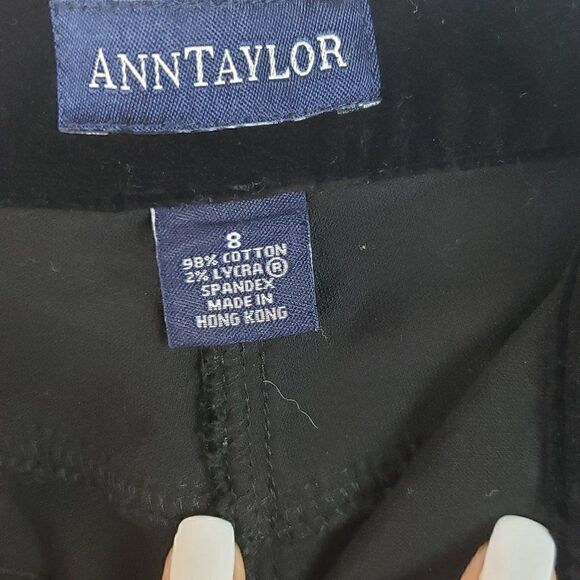 ANNTAYLOR
8
98% COTTON
2% LYCRA®
SPANDEX
MADE IN
HONG KONG